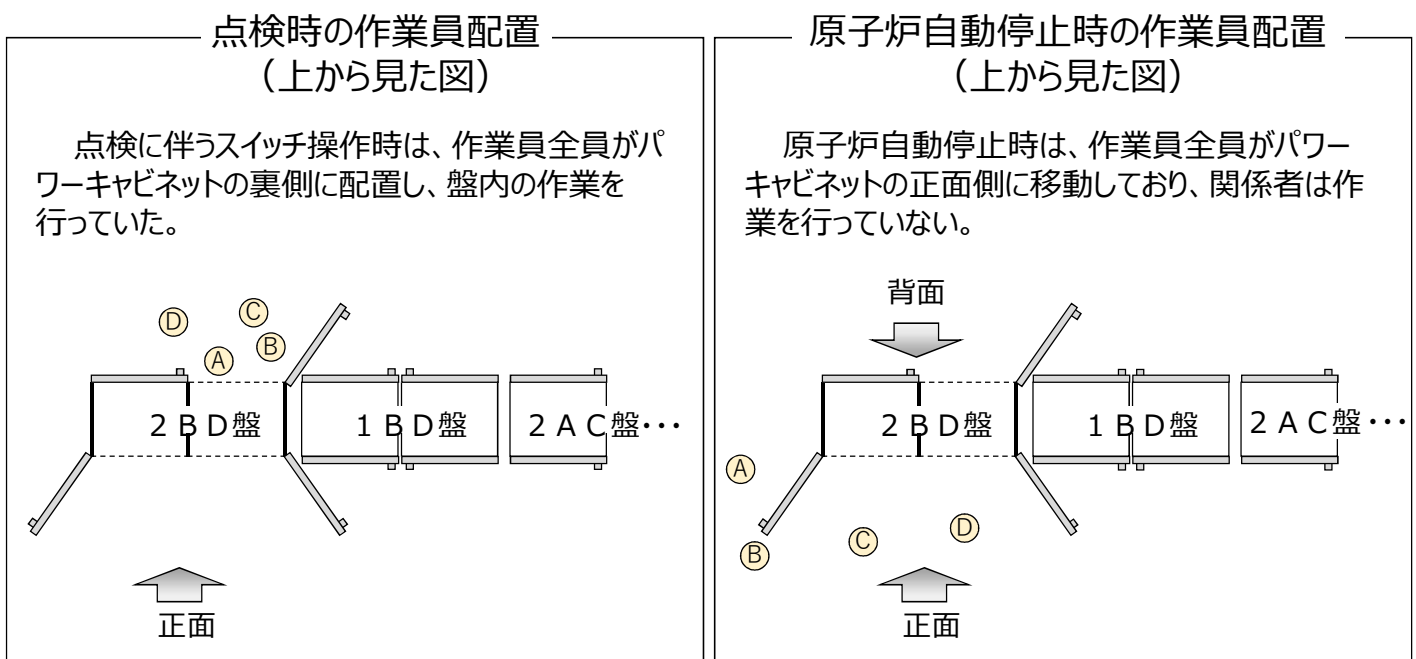 点検時の作業員配置
（上から見た図）
点検に伴うスイッチ操作時は、作業員全員がパ
ワーキャビネットの裏側に配置し、盤内の作業を
行っていた。
D
C
A
B
２ＢＤ盤
１ＢＤ盤
２ＡＣ盤・・・
正面
原子炉自動停止時の作業員配置
（上から見た図）
原子炉自動停止時は、作業員全員がパワー
キャビネットの正面側に移動しており、関係者は作
業を行っていない。
背面
２ＢＤ盤
１ＢＤ盤
２ＡＣ盤・・・
A
B
C
D
正面